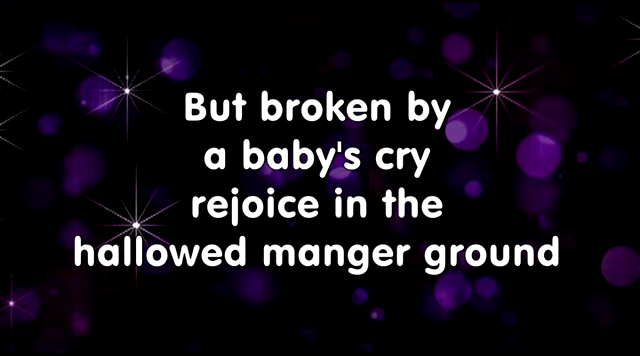 But broken by
a baby's cry
rejoice in the
hallowed manger ground